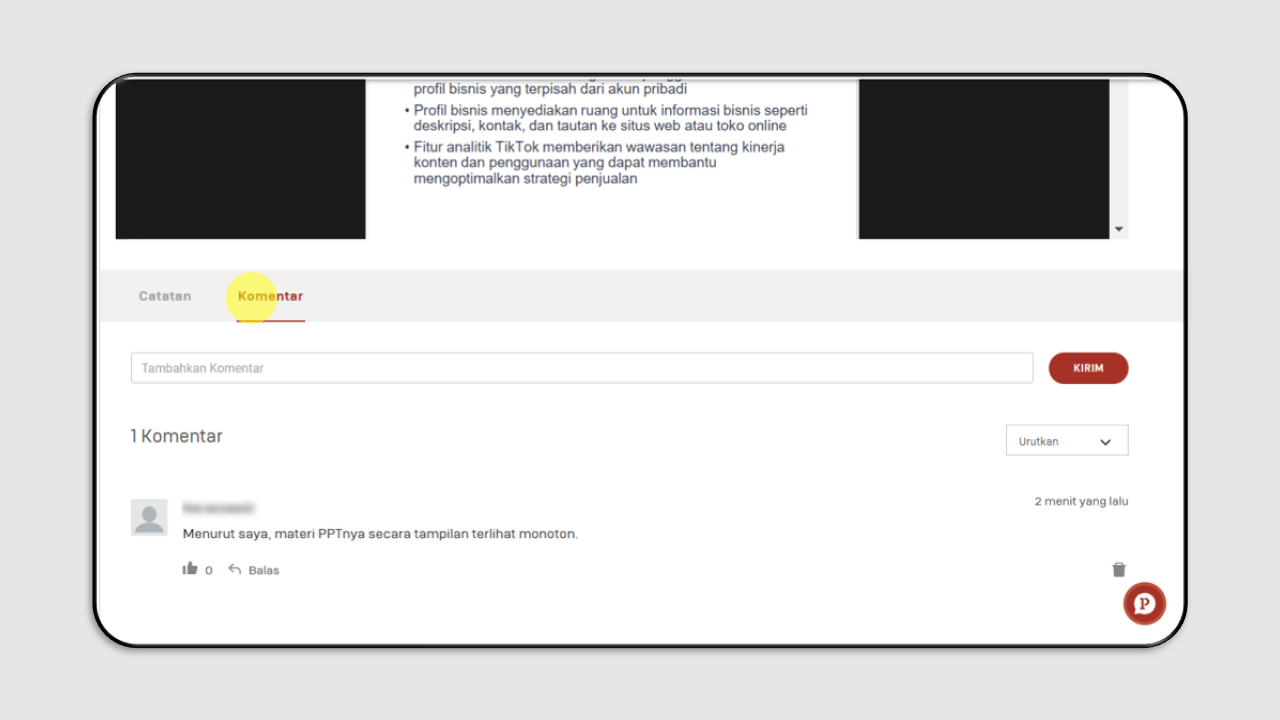 profil bisnis yang terpisah dari akun pribadi
• Profil bisnis menyediakan ruang untuk informasi bisnis seperti
deskripsi, kontak, dan tautan ke situs web atau toko online
• Fitur analitik TikTok memberikan wawasan tentang kinerja
konten dan penggunaan yang dapat membantu
mengoptimalkan strategi penjualan
Catatan
Komentar
Tambahkan Komentar
KIRIM
1 Komentar
Urutkan
2 menit yang lalu
Menurut saya, materi PPTnya secara tampilan terlihat monoton.
0
Balas
P